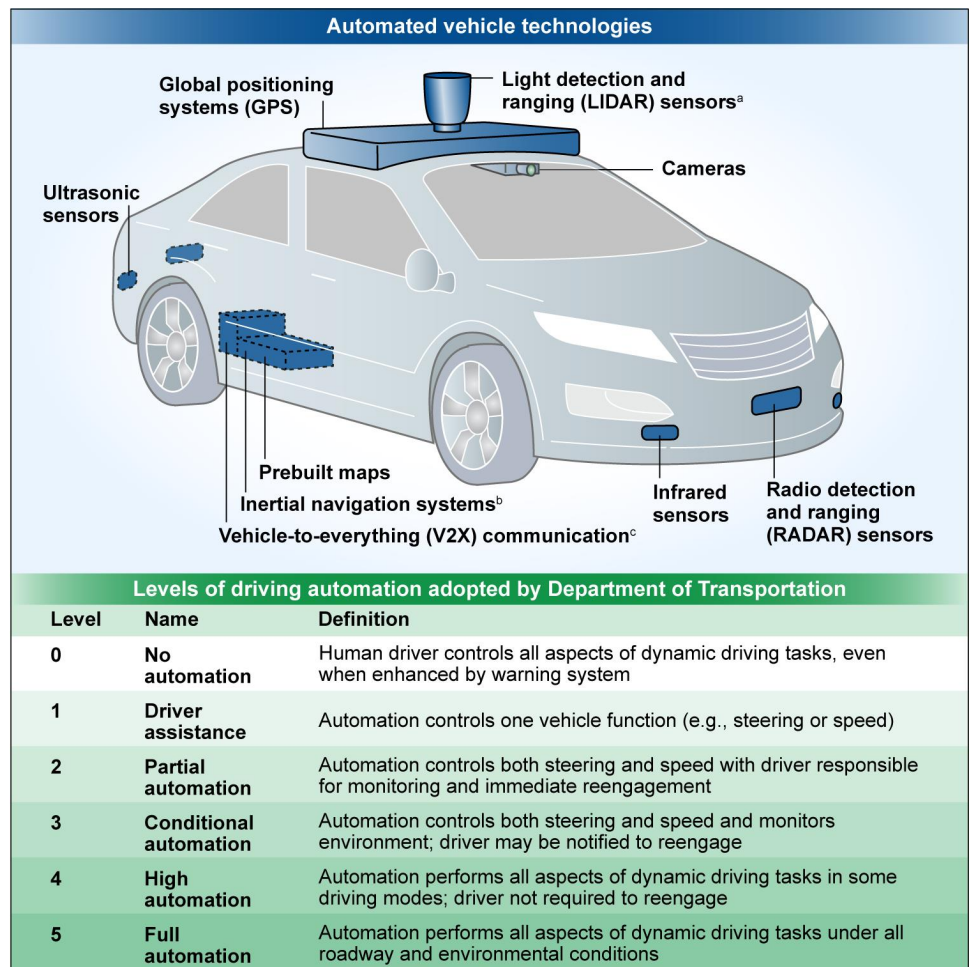 Automated vehicle technologies
Global positioning
systems (GPS)
Light detection and
ranging (LIDAR) sensorsᵃ
Cameras
Ultrasonic
sensors
Prebuilt maps
Inertial navigation systemsᵇ
Vehicle-to-everything (V2X) communicationᶜ
Infrared
sensors
Radio detection
and ranging
(RADAR) sensors
Levels of driving automation adopted by Department of Transportation
Level Name Definition
0 No automation Human driver controls all aspects of dynamic driving tasks, even
when enhanced by warning system
1 Driver assistance Automation controls one vehicle function (e.g., steering or speed)
2 Partial automation Automation controls both steering and speed with driver responsible
for monitoring and immediate reengagement
3 Conditional automation Automation controls both steering and speed and monitors
environment; driver may be notified to reengage
4 High automation Automation performs all aspects of dynamic driving tasks in some
driving modes; driver not required to reengage
5 Full automation Automation performs all aspects of dynamic driving tasks under all
roadway and environmental conditions